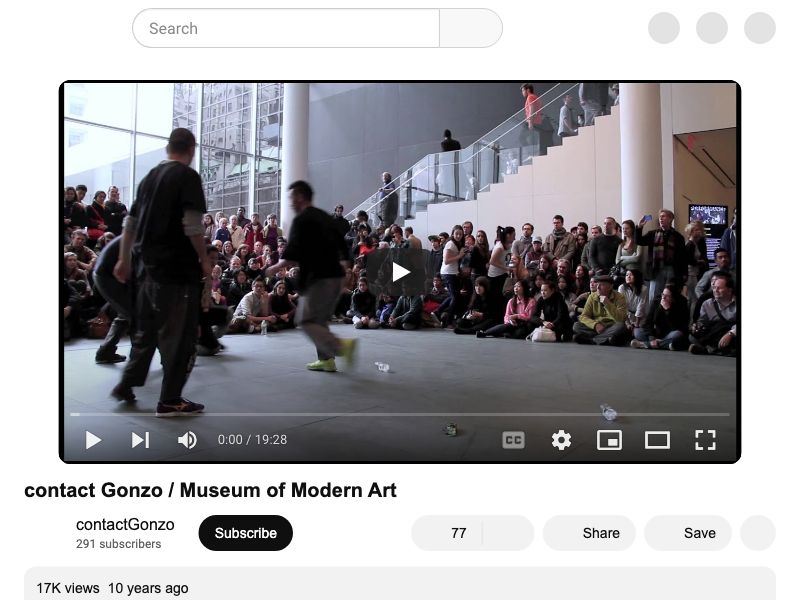 Search
CC
0:00 / 19:28
contact Gonzo / Museum of Modern Art
contactGonzo
291 subscribers
Subscribe
77
Share
Save
17K views 10 years ago